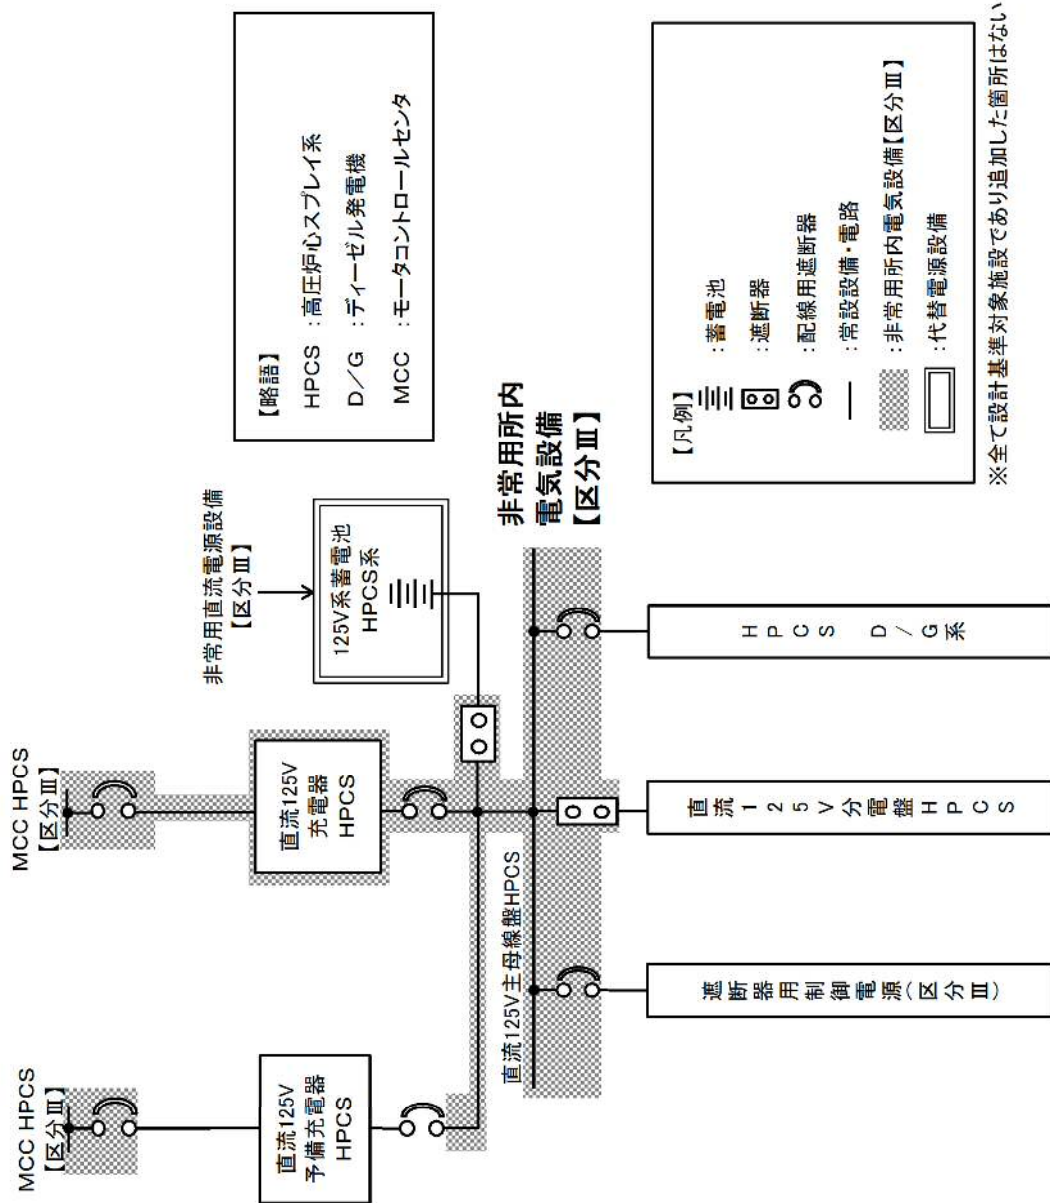 MCC HPCS
【区分Ⅲ】
MCC HPCS
【区分Ⅲ】
非常用直流電源設備
【区分Ⅲ】
直流125V
予備充電器
HPCS
直流125V
充電器
HPCS
125V系蓄電池
HPCS系
直流125V主母線盤HPCS
非常用所内
電気設備
【区分Ⅲ】
遮断器用制御電源(区分Ⅲ)
直流125V分電盤HPCS
HPCS D/G系
【略語】
HPCS :高圧炉心スプレイ系
D/G :ディーゼル発電機
MCC :モータコントロールセンタ
【凡例】
:蓄電池
:遮断器
:配線用遮断器
:常設設備・電路
:非常用所内電気設備【区分Ⅲ】
:代替電源設備
※全て設計基準対象施設であり追加した箇所はない